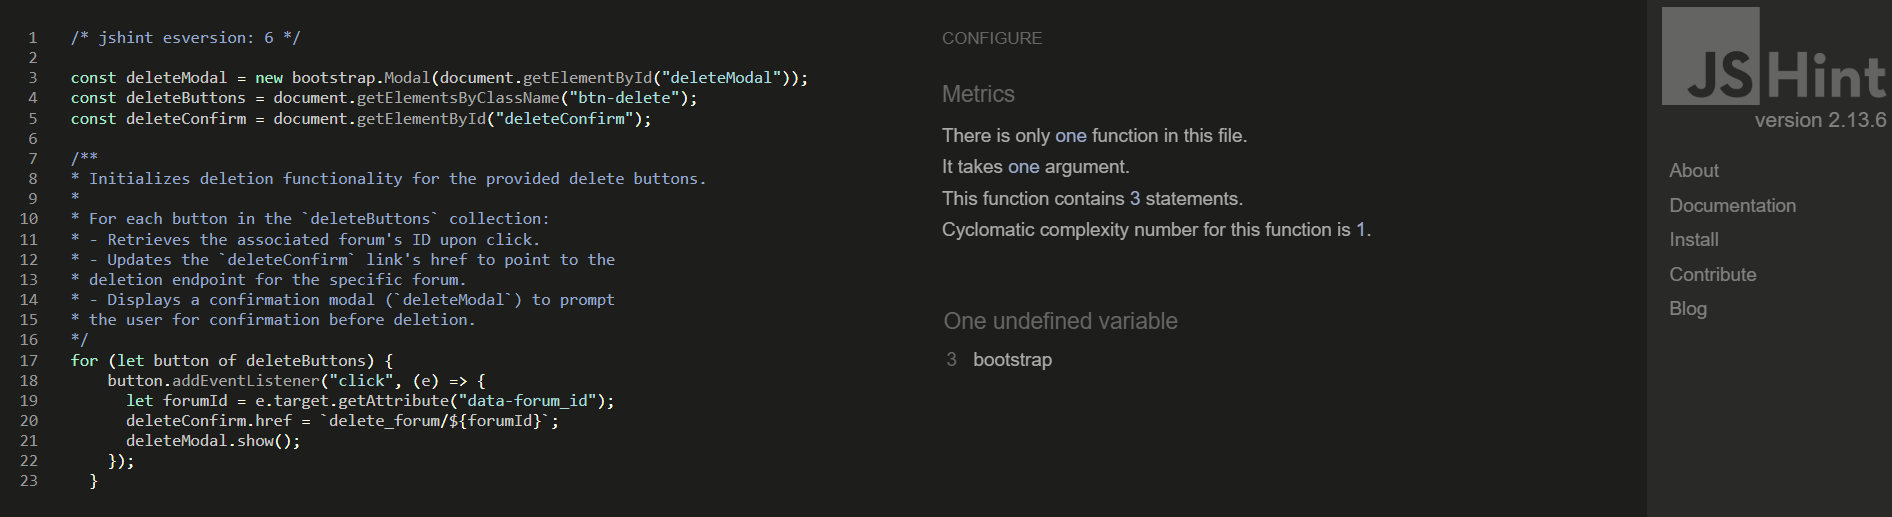 1 /* jshint esversion: 6 */
2
3 const deleteModal = new bootstrap.Modal(document.getElementById("deleteModal"));
4 const deleteButtons = document.getElementsByClassName("btn-delete");
5 const deleteConfirm = document.getElementById("deleteConfirm");
6
7 /**
8 * Initializes deletion functionality for the provided delete buttons.
9 *
10 * For each button in the `deleteButtons` collection:
11 * - Retrieves the associated forum's ID upon click.
12 * - Updates the `deleteConfirm` link's href to point to the
13 * deletion endpoint for the specific forum.
14 * - Displays a confirmation modal (`deleteModal`) to prompt
15 * the user for confirmation before deletion.
16 */
17 for (let button of deleteButtons) {
18     button.addEventListener("click", (e) => {
19       let forumId = e.target.getAttribute("data-forum_id");
20       deleteConfirm.href = `delete_forum/${forumId}`;
21       deleteModal.show();
22     });
23   }
CONFIGURE
Metrics
There is only one function in this file.
It takes one argument.
This function contains 3 statements.
Cyclomatic complexity number for this function is 1.
One undefined variable
3 bootstrap
JSHint
version 2.13.6
About
Documentation
Install
Contribute
Blog